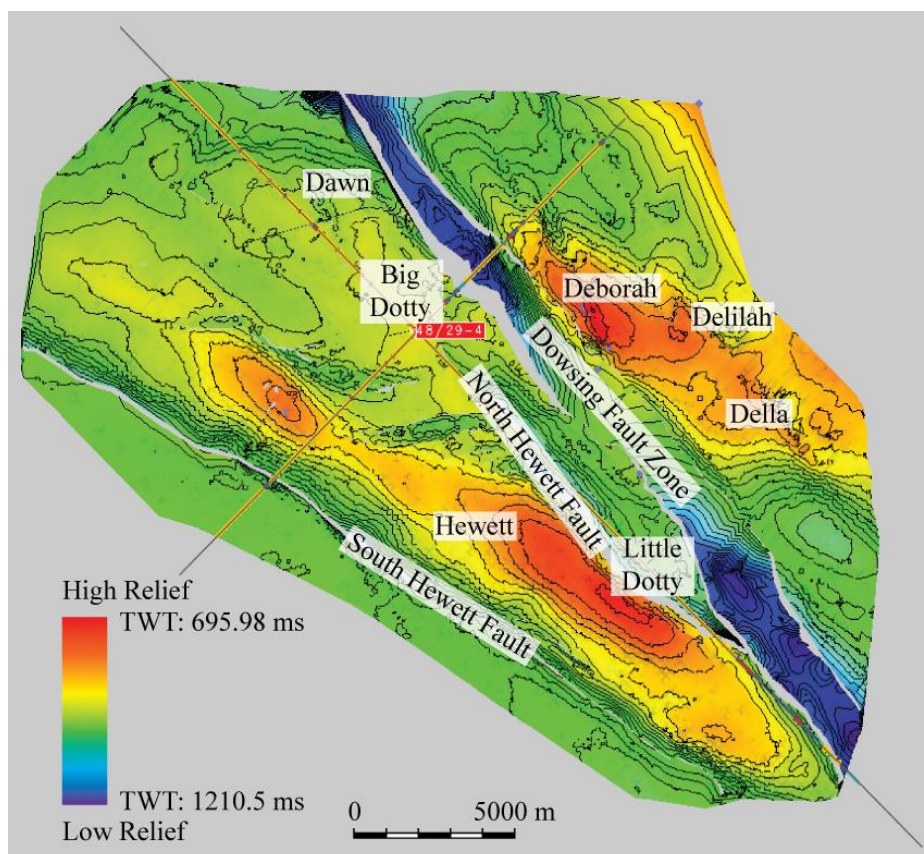 Dawn
Big
Dotty
48/29-4
Deborah
Delilah
Della
Dowsing Fault Zone
North Hewett Fault
Hewett
Little
Dotty
South Hewett Fault
High Relief
TWT: 695.98 ms
TWT: 1210.5 ms
Low Relief
0 5000 m